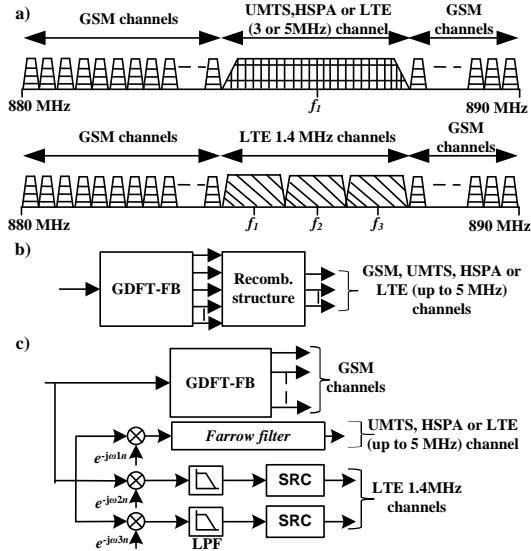 a)
GSM channels
UMTS,HSPA or LTE
(3 or 5MHz) channel
GSM
channels
880 MHz
f1
890 MHz
GSM channels
LTE 1.4 MHz channels
GSM
channels
880 MHz
f1
f2
f3
890 MHz
b)
GDFT-FB
Recomb.
structure
GSM, UMTS, HSPA or
LTE (up to 5 MHz)
channels
c)
GDFT-FB
GSM
channels
e-jω1n
Farrow filter
UMTS, HSPA or LTE
(up to 5 MHz) channel
e-jω2n
SRC
LTE 1.4MHz
channels
e-jω3n
LPF
SRC